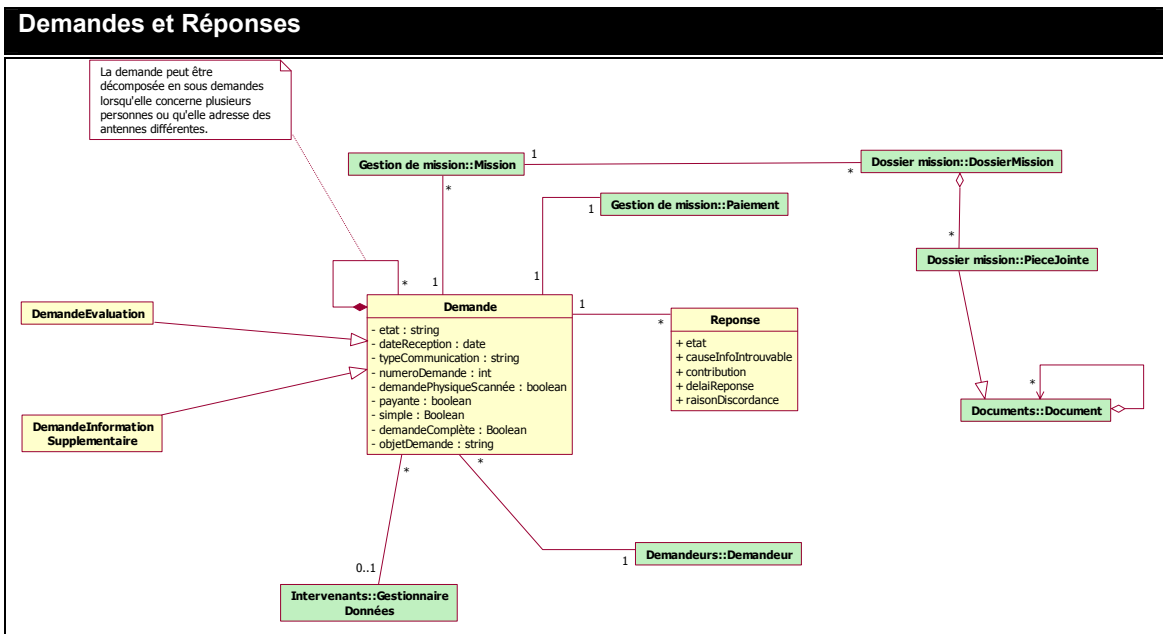 Demandes et Réponses
La demande peut être
décomposée en sous demandes
lorsqu'elle concerne plusieurs
personnes ou qu'elle adresse des
antennes différentes.
Gestion de mission::Mission
1
*
Dossier mission::DossierMission
*
Gestion de mission::Paiement
1
*
Dossier mission::PieceJointe
*
1
1
DemandeEvaluation
Demande
- etat : string
- dateReception : date
- typeCommunication : string
- numeroDemande : int
- demandePhysiqueScannée : boolean
- payante : boolean
- simple : Boolean
- demandeComplète : Boolean
- objetDemande : string
1
*
Reponse
+ etat
+ causeInfoIntrouvable
+ contribution
+ delaiReponse
+ raisonDiscordance
*
Documents::Document
DemandeInformation
Supplementaire
*
*
1
Demandeurs::Demandeur
0..1
Intervenants::Gestionnaire
Données